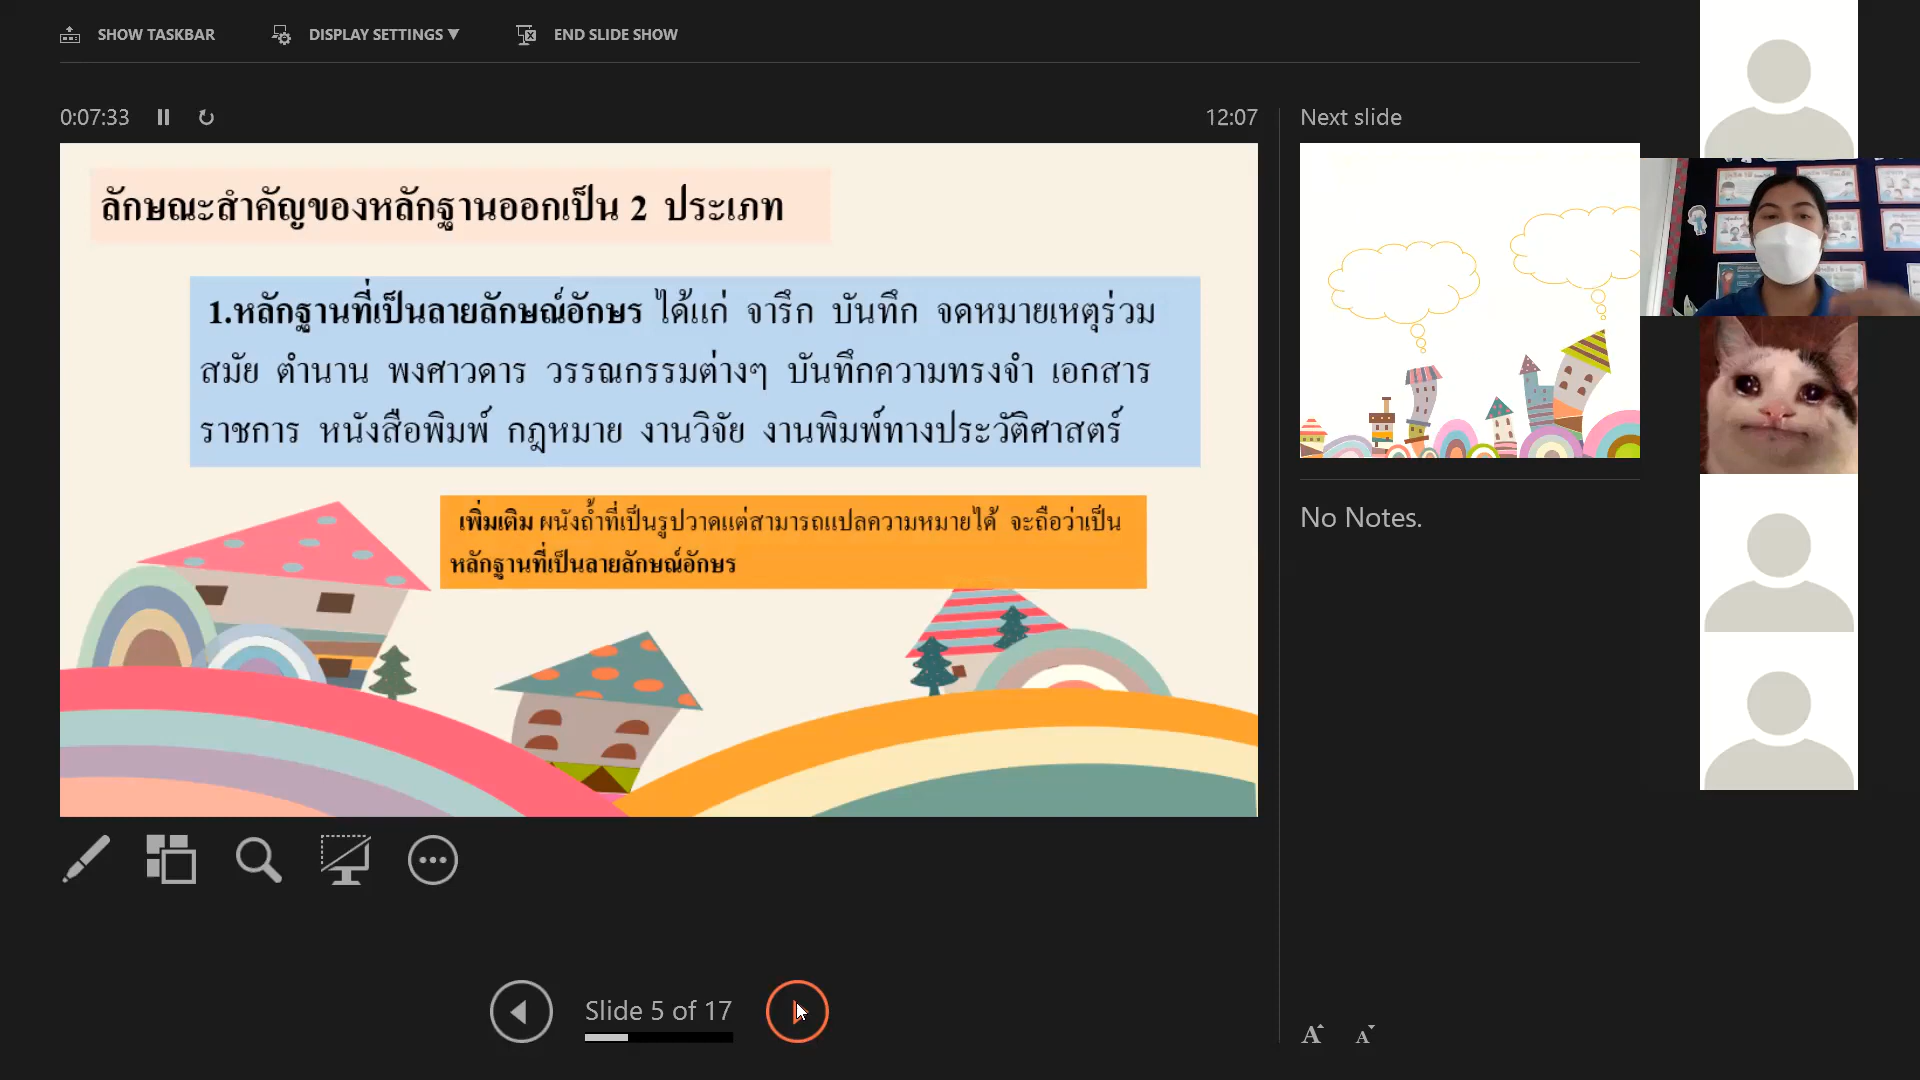 SHOW TASKBAR
DISPLAY SETTINGS ▼
END SLIDE SHOW
0:07:33
12:07
Next slide
ลักษณะสำคัญของหลักฐานออกเป็น 2 ประเภท
1.หลักฐานที่เป็นลายลักษณ์อักษร ได้แก่ จารึก บันทึก จดหมายเหตุร่วม
สมัย ตำนาน พงศาวดาร วรรณกรรมต่างๆ บันทึกความทรงจำ เอกสาร
ราชการ หนังสือพิมพ์ กฎหมาย งานวิจัย งานพิมพ์ทางประวัติศาสตร์
เพิ่มเติม ผนังถ้ำที่เป็นรูปวาดแต่สามารถแปลความหมายได้ จะถือว่าเป็น
หลักฐานที่เป็นลายลักษณ์อักษร
No Notes.
Slide 5 of 17
A A